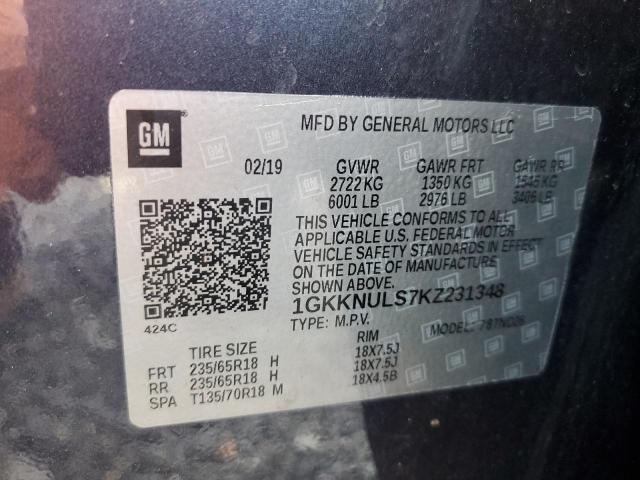 GM
MFD BY GENERAL MOTORS LLC
02/19 GVWR GAWR FRT GAWR RR
2722 KG 1350 KG 1545 KG
6001 LB 2976 LB 3406 LB
THIS VEHICLE CONFORMS TO ALL
APPLICABLE U.S. FEDERAL MOTOR
VEHICLE SAFETY STANDARDS IN EFFECT
ON THE DATE OF MANUFACTURE
SHOWN ABOVE.
1GKKNULS7KZ231348
TYPE: M.P.V. MODEL:
424C
TIRE SIZE RIM
FRT 235/65R18 H 18X7.5J
RR 235/65R18 H 18X7.5J
SPA T135/70R18 M 18X4.5B